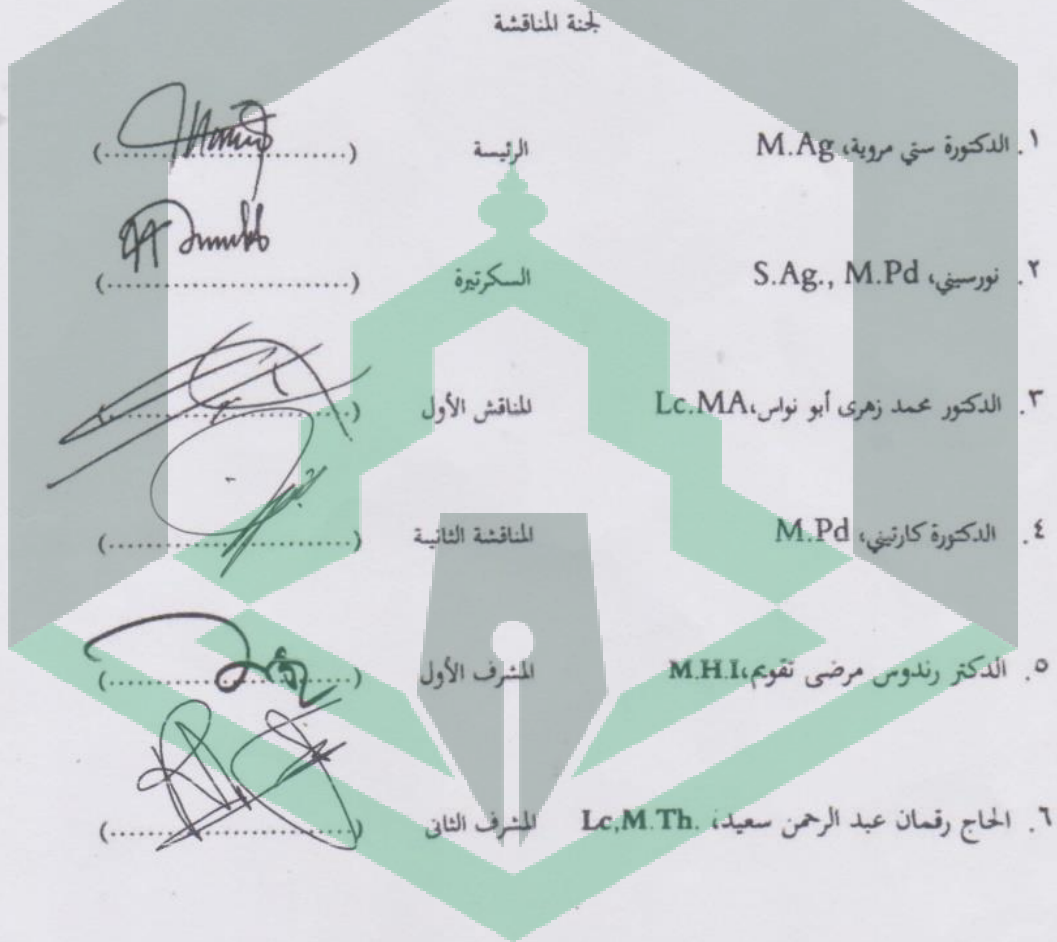 لجنة المناقشة
١. الدكتورة ستي مروية، M.Ag الرئيسة (........................)
٢. نورسيني، S.Ag., M.Pd السكرتيرة (........................)
٣. الدكتور محمد زهرى أبو نواس،Lc.MA المناقش الأول (........................)
٤. الدكتورة كارتيني، M.Pd المناقشة الثانية (........................)
٥. الدكتر رندوس مرضى تقويم،M.H.I المشرف الأول (........................)
٦. الحاج رقمان عبد الرحمن سعيد، Lc,M.Th. المشرف الثانى (........................)